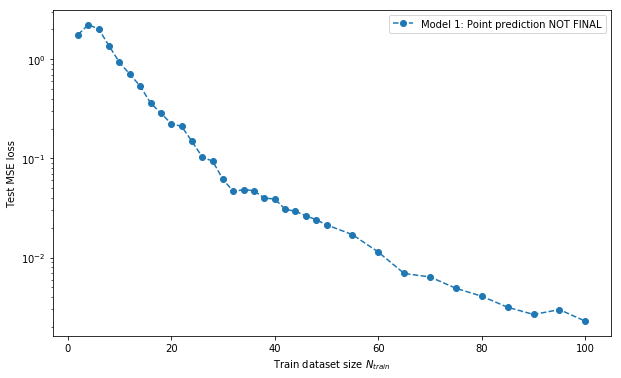 Model 1: Point prediction NOT FINAL
Test MSE loss
10⁰
10⁻¹
10⁻²
0 20 40 60 80 100
Train dataset size N_train